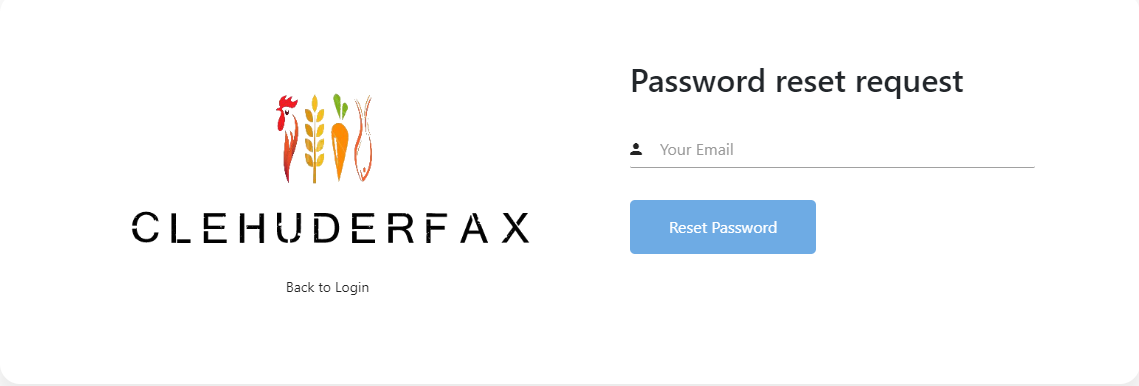 CLEHUDERFAX
Back to Login
Password reset request
Your Email
Reset Password